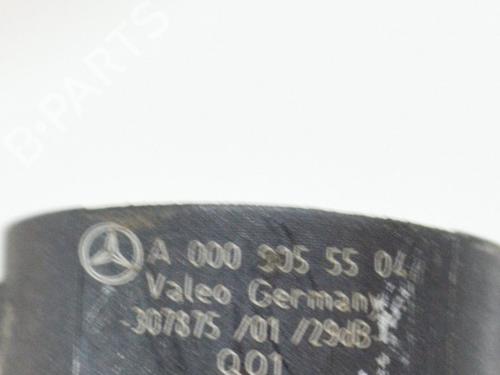 B-PARTS
A 000 905 55 04
Valeo Germany
-307875 /01 /29dB-
Q01